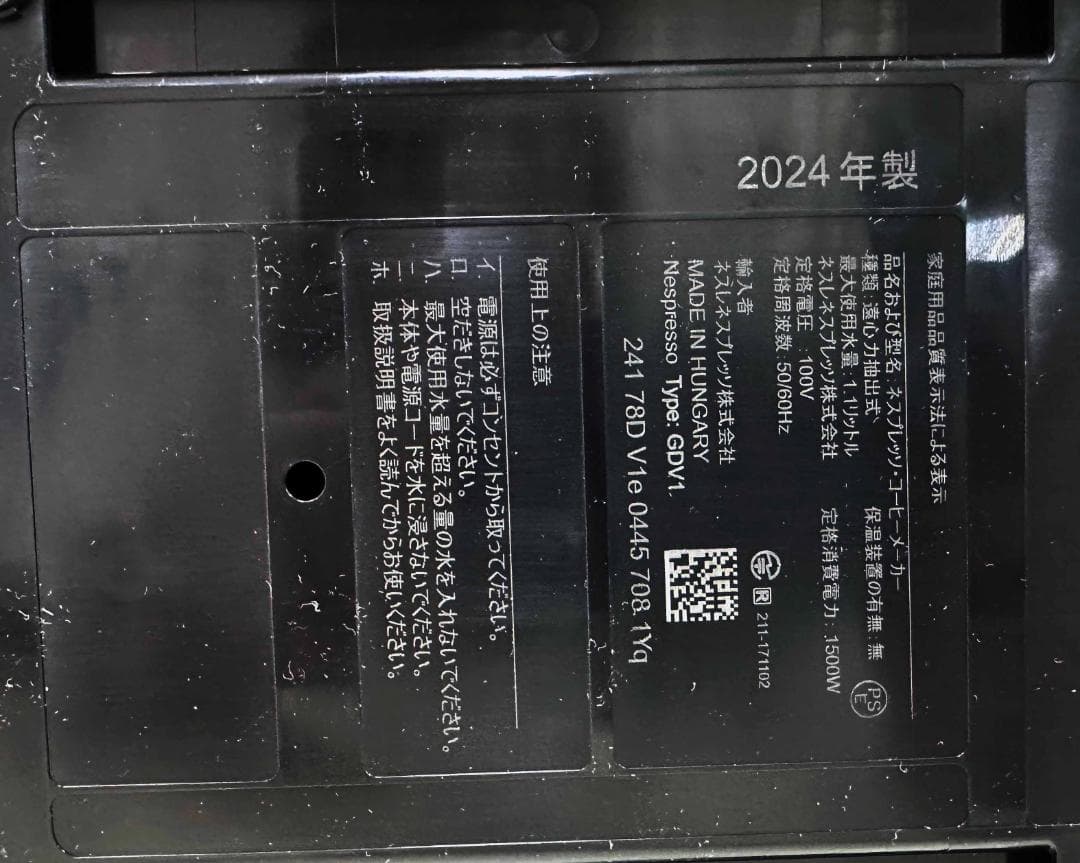 2024年製
家庭用品品質表示法による表示
品名および型名:ネスプレッソ・コーヒーメーカー
種類:遠心力抽出式、 保温装置の有無:無
最大使用水量:1.1リットル
ネスレネスプレッソ株式会社 定格消費電力:1500W
定格電圧:100V
定格周波数:50/60Hz
PS
E
輸入者
ネスレネスプレッソ株式会社
MADE IN HUNGARY
Nespresso Type: GDV1.
R 211-171102
241 78D V1e 0445 708 1Yq
使用上の注意
イ 電源は必ずコンセントから取ってください。
ロ 空だきしないでください。
ハ 最大使用水量を超える量の水を入れないでください。
ニ 本体や電源コードを水に浸さないでください。
ホ 取扱説明書をよく読んでからお使いください。